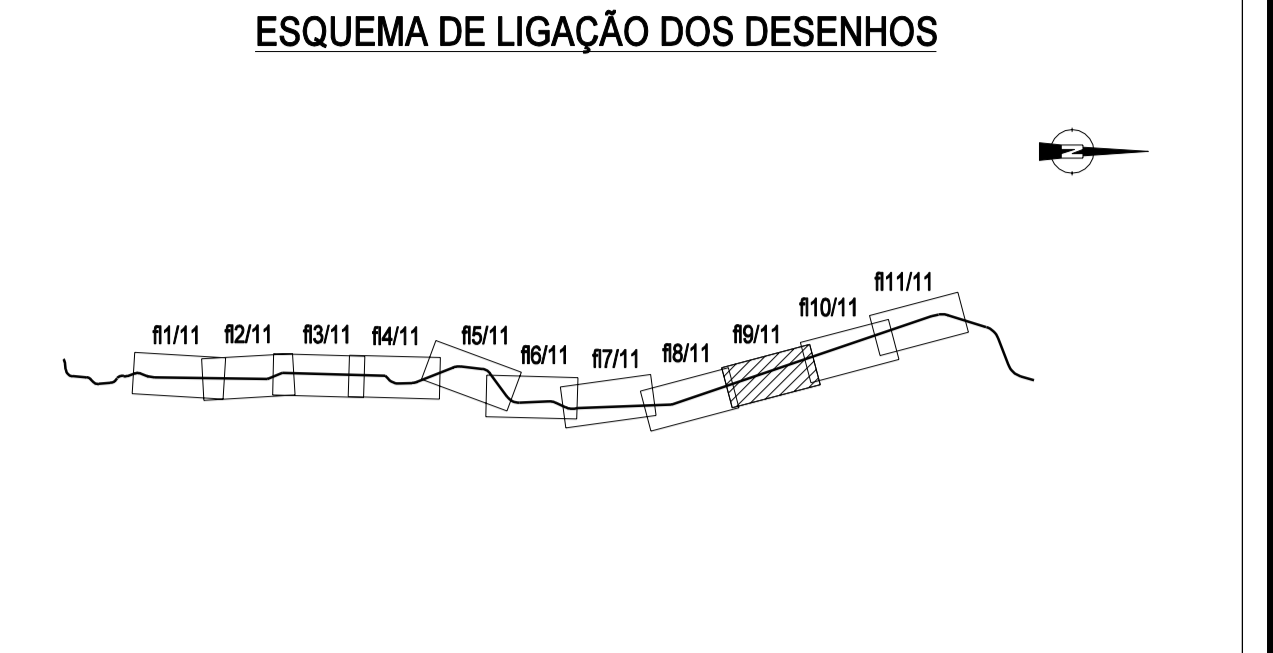 ESQUEMA DE LIGAÇÃO DOS DESENHOS
N
fl1/11
fl2/11
fl3/11
fl4/11
fl5/11
fl6/11
fl7/11
fl8/11
fl9/11
fl10/11
fl11/11